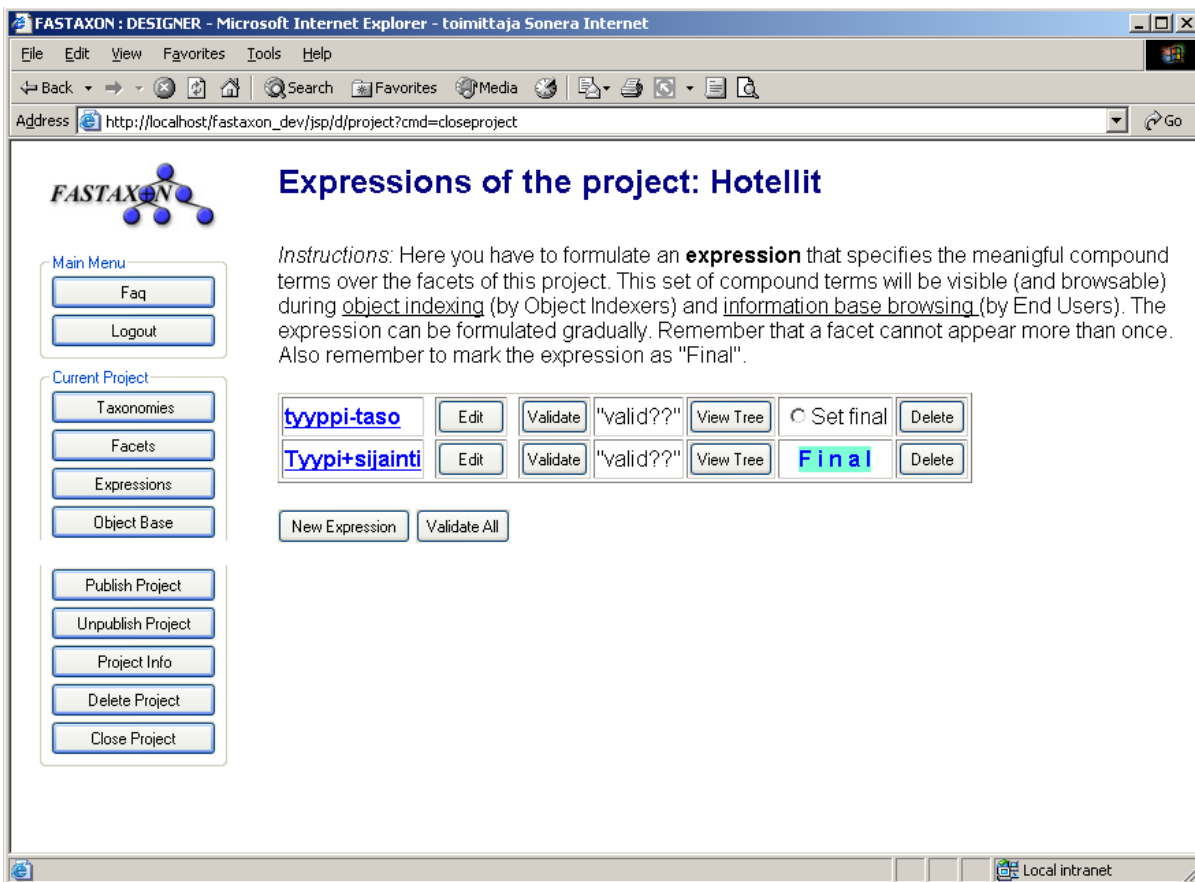 FASTAXON : DESIGNER - Microsoft Internet Explorer - toimittaja Sonera Internet
File Edit View Favorites Tools Help
Back Search Favorites Media
Address http://localhost/fastaxon_dev/jsp/d/project?cmd=closeproject Go
FASTAXON
Expressions of the project: Hotellit
Instructions: Here you have to formulate an expression that specifies the meanigful compound
terms over the facets of this project. This set of compound terms will be visible (and browsable)
during object indexing (by Object Indexers) and information base browsing (by End Users). The
expression can be formulated gradually. Remember that a facet cannot appear more than once.
Also remember to mark the expression as "Final".
Main Menu
Faq
Logout
Current Project
Taxonomies
Facets
Expressions
Object Base
Publish Project
Unpublish Project
Project Info
Delete Project
Close Project
tyyppi-taso Edit Validate "valid??" View Tree Set final Delete
Tyypi+sijainti Edit Validate "valid??" View Tree Final Delete
New Expression Validate All
Local intranet